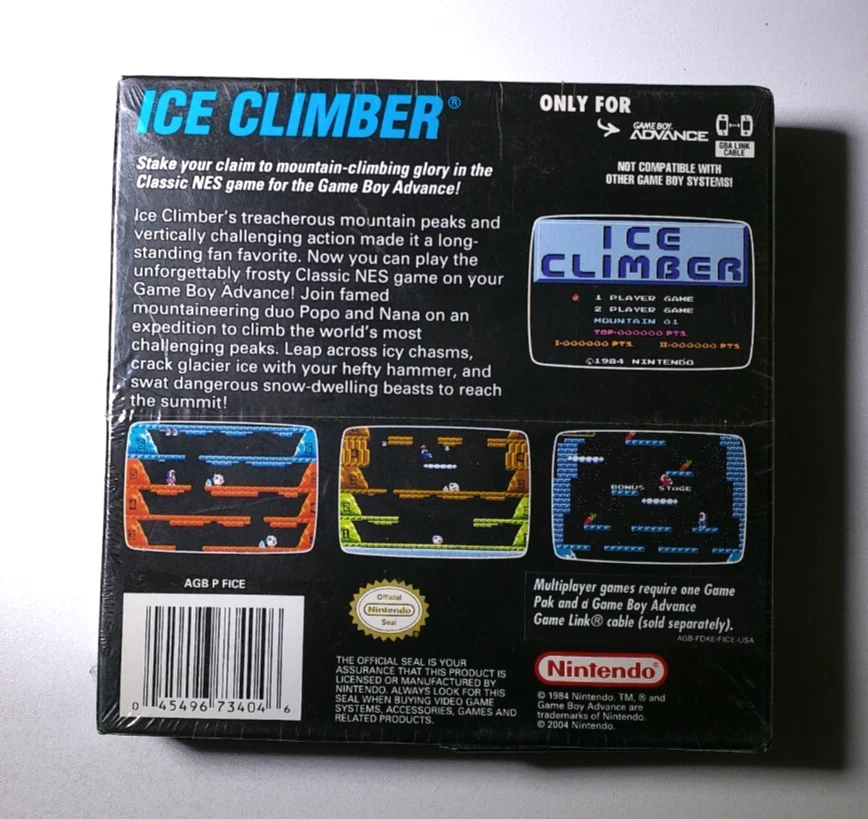 ICE CLIMBER®
ONLY FOR
GAME BOY
ADVANCE
GBA LINK
CABLE
Stake your claim to mountain-climbing glory in the
Classic NES game for the Game Boy Advance!
NOT COMPATIBLE WITH
OTHER GAME BOY SYSTEMS!
Ice Climber's treacherous mountain peaks and
vertically challenging action made it a long-
standing fan favorite. Now you can play the
unforgettably frosty Classic NES game on your
Game Boy Advance! Join famed
mountaineering duo Popo and Nana on an
expedition to climb the world's most
challenging peaks. Leap across icy chasms,
crack glacier ice with your hefty hammer, and
swat dangerous snow-dwelling beasts to reach
the summit!
ICE
CLIMBER
1 PLAYER GAME
2 PLAYER GAME
MOUNTAIN 01
TOP-000000 PTS.
I-000000 PTS. II-000000 PTS.
©1984 NINTENDO
BONUS STAGE
AGB P FICE
0 45496 73404 6
Official
Nintendo
Seal
THE OFFICIAL SEAL IS YOUR
ASSURANCE THAT THIS PRODUCT IS
LICENSED OR MANUFACTURED BY
NINTENDO. ALWAYS LOOK FOR THIS
SEAL WHEN BUYING VIDEO GAME
SYSTEMS, ACCESSORIES, GAMES AND
RELATED PRODUCTS.
Multiplayer games require one Game
Pak and a Game Boy Advance
Game Link® cable (sold separately).
AGB-FDKE/FICE-USA
Nintendo®
© 1984 Nintendo. TM, ® and
Game Boy Advance are
trademarks of Nintendo.
© 2004 Nintendo.